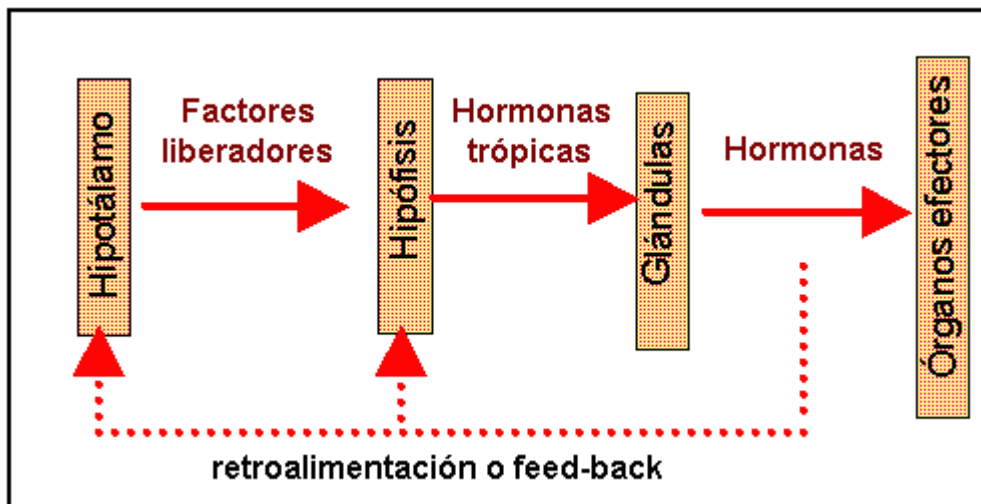 Hipotálamo
Factores
liberadores
Hipófisis
Hormonas
trópicas
Glándulas
Hormonas
Órganos efectores
retroalimentación o feed-back